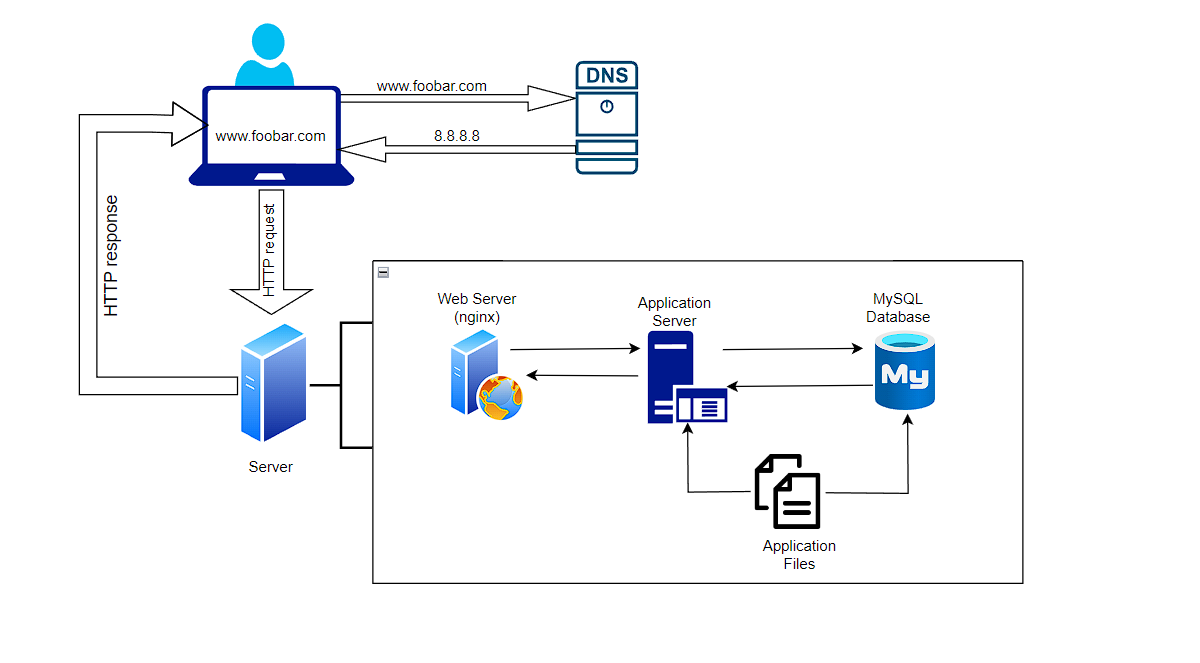 www.foobar.com
DNS
www.foobar.com
8.8.8.8
HTTP response
HTTP request
Server
Web Server
(nginx)
Application
Server
MySQL
Database
My
Application
Files